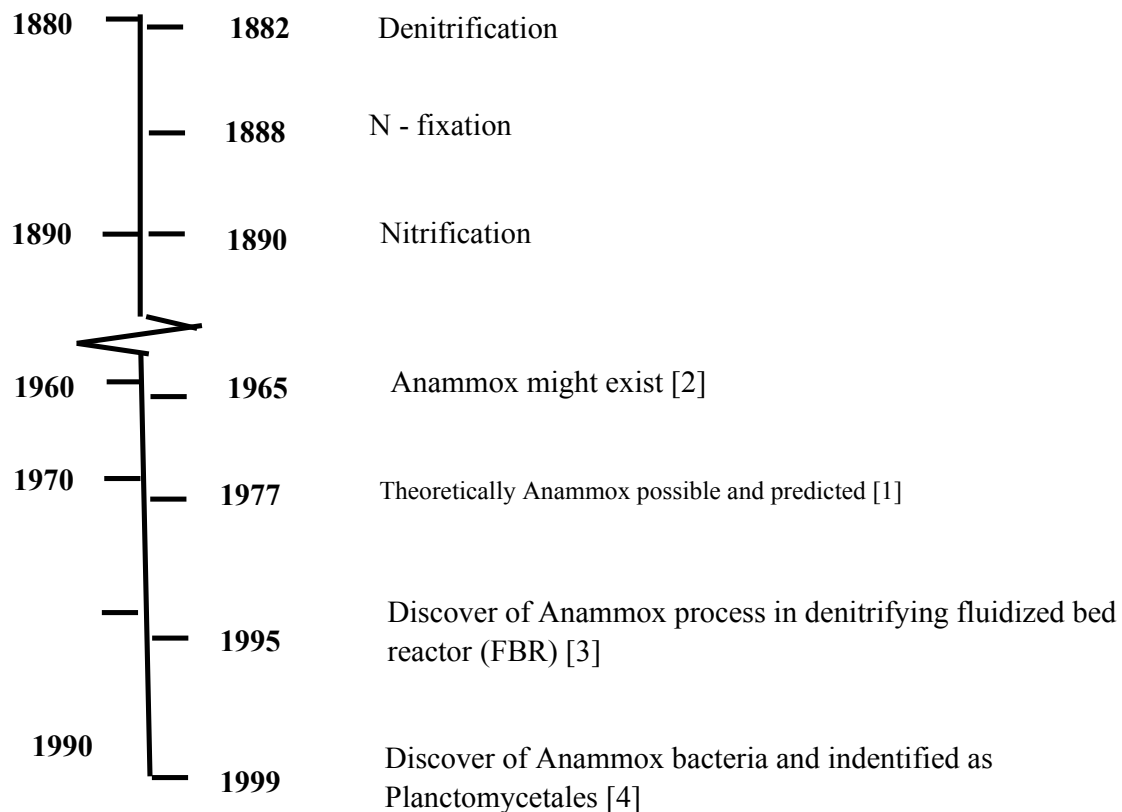 1880 1882 Denitrification
1888 N - fixation
1890 1890 Nitrification
1960 1965 Anammox might exist [2]
1970 1977 Theoretically Anammox possible and predicted [1]
1995 Discover of Anammox process in denitrifying fluidized bed
reactor (FBR) [3]
1990 1999 Discover of Anammox bacteria and indentified as
Planctomycetales [4]